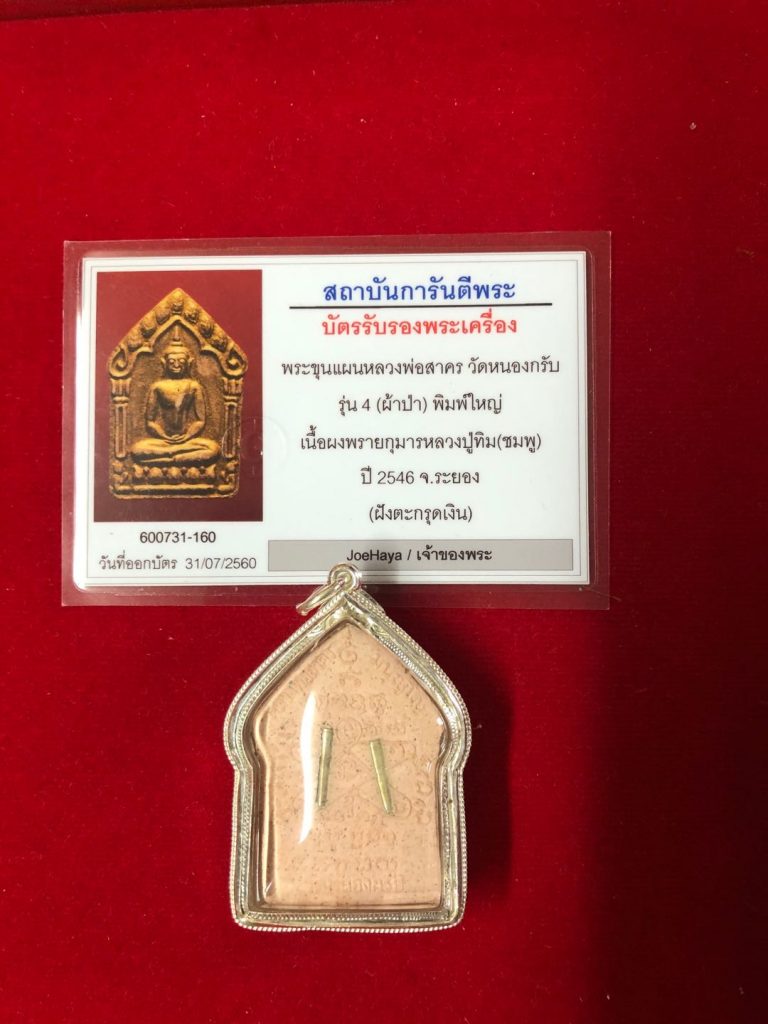 สถาบันการันตีพระ
บัตรรับรองพระเครื่อง
พระขุนแผนหลวงพ่อสาคร วัดหนองกรับ
รุ่น 4 (ผ้าป่า) พิมพ์ใหญ่
เนื้อผงพรายกุมารหลวงปู่ทิม(ชมพู)
ปี 2546 จ.ระยอง
(ฝังตะกรุดเงิน)
600731-160
วันที่ออกบัตร 31/07/2560
JoeHaya / เจ้าของพระ